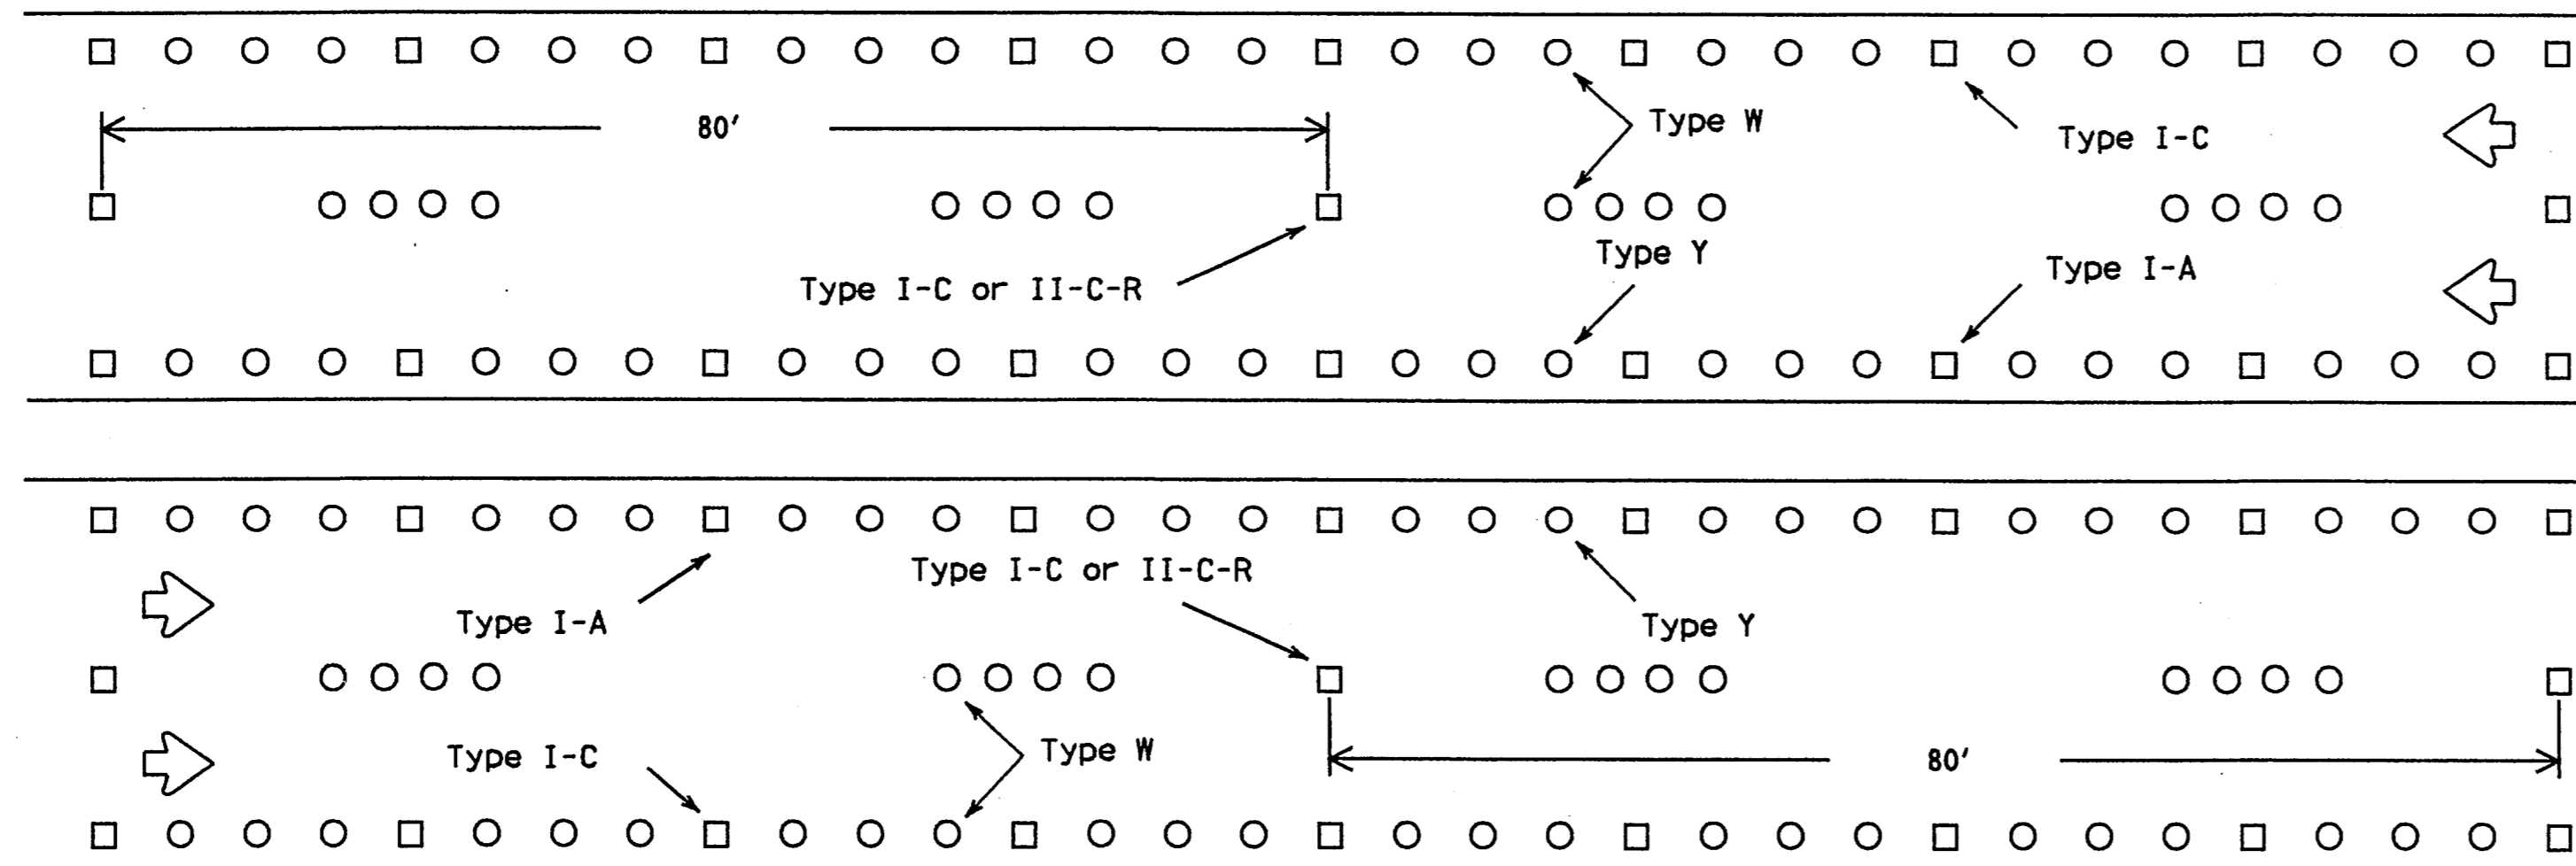 80′
Type W
Type I-C
Type Y
Type I-A
Type I-C or II-C-R
Type I-C or II-C-R
Type I-A
Type Y
Type I-C
Type W
80′